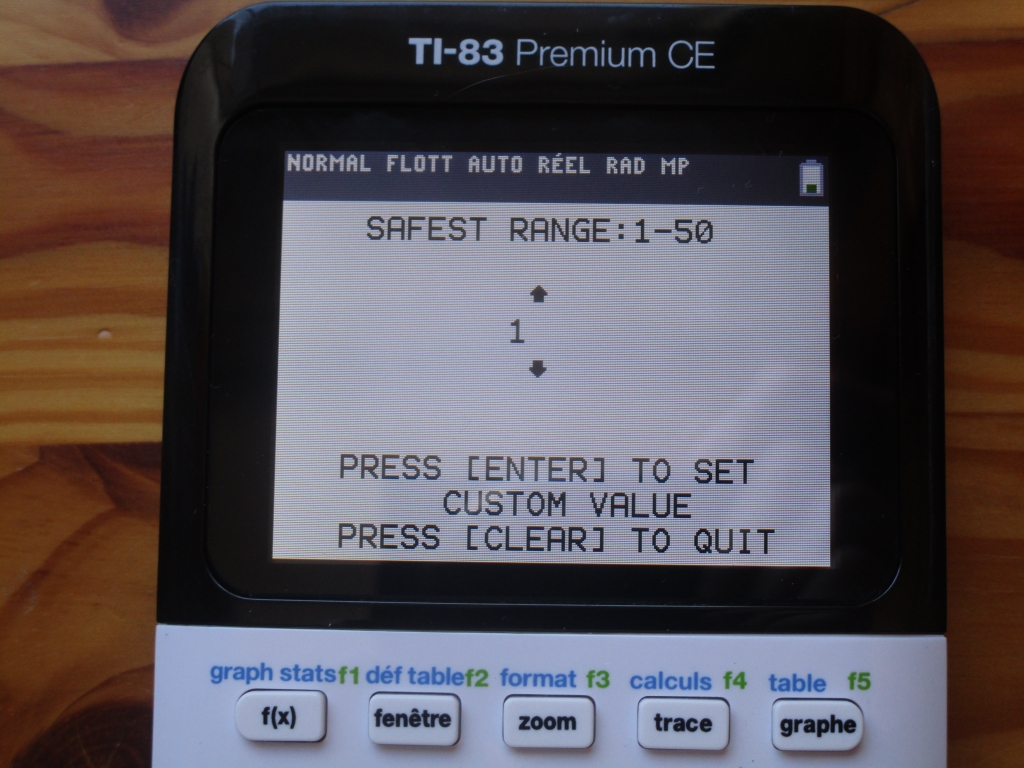 TI-83 Premium CE
NORMAL FLOTT AUTO RÉEL RAD MP
SAFEST RANGE:1-50
1
PRESS [ENTER] TO SET
CUSTOM VALUE
PRESS [CLEAR] TO QUIT
graph stats f1 déf table f2 format f3 calculs f4 table f5
f(x) fenêtre zoom trace graphe